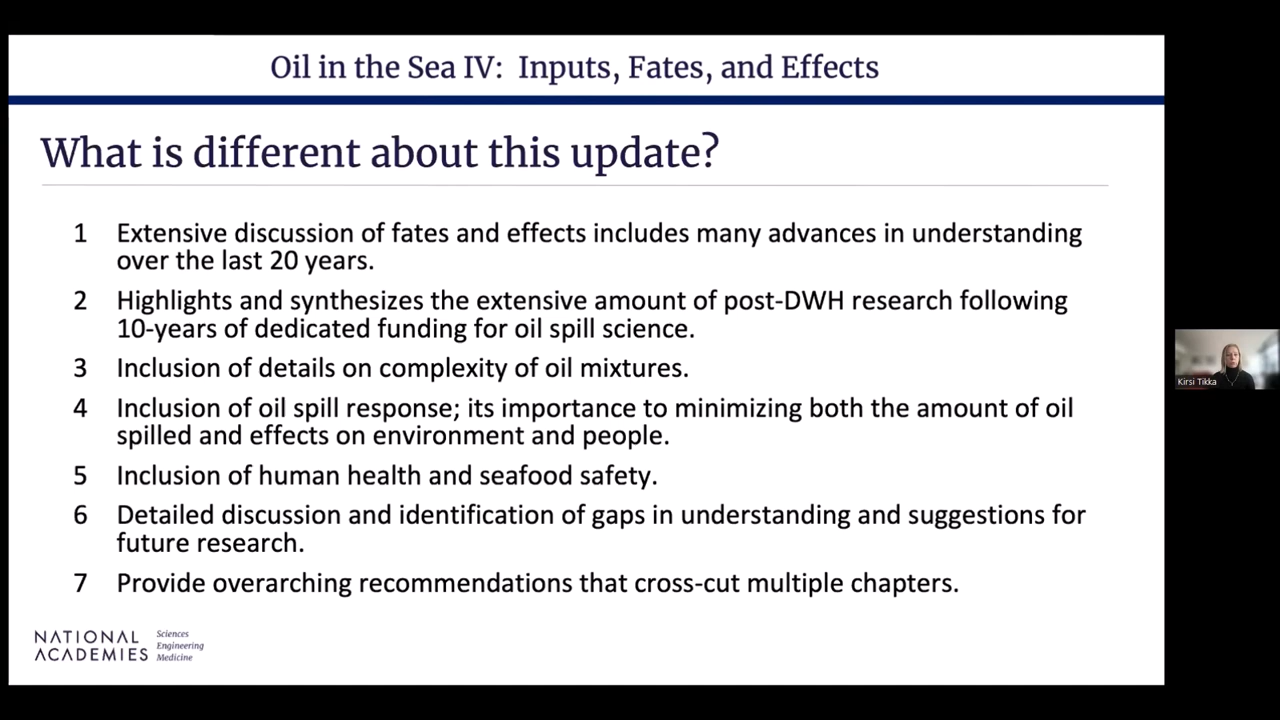 Oil in the Sea IV: Inputs, Fates, and Effects
What is different about this update?
1 Extensive discussion of fates and effects includes many advances in understanding
over the last 20 years.
2 Highlights and synthesizes the extensive amount of post-DWH research following
10-years of dedicated funding for oil spill science.
3 Inclusion of details on complexity of oil mixtures.
4 Inclusion of oil spill response; its importance to minimizing both the amount of oil
spilled and effects on environment and people.
5 Inclusion of human health and seafood safety.
6 Detailed discussion and identification of gaps in understanding and suggestions for
future research.
7 Provide overarching recommendations that cross-cut multiple chapters.
NATIONAL
ACADEMIES
Sciences
Engineering
Medicine
Kirsi Tikka